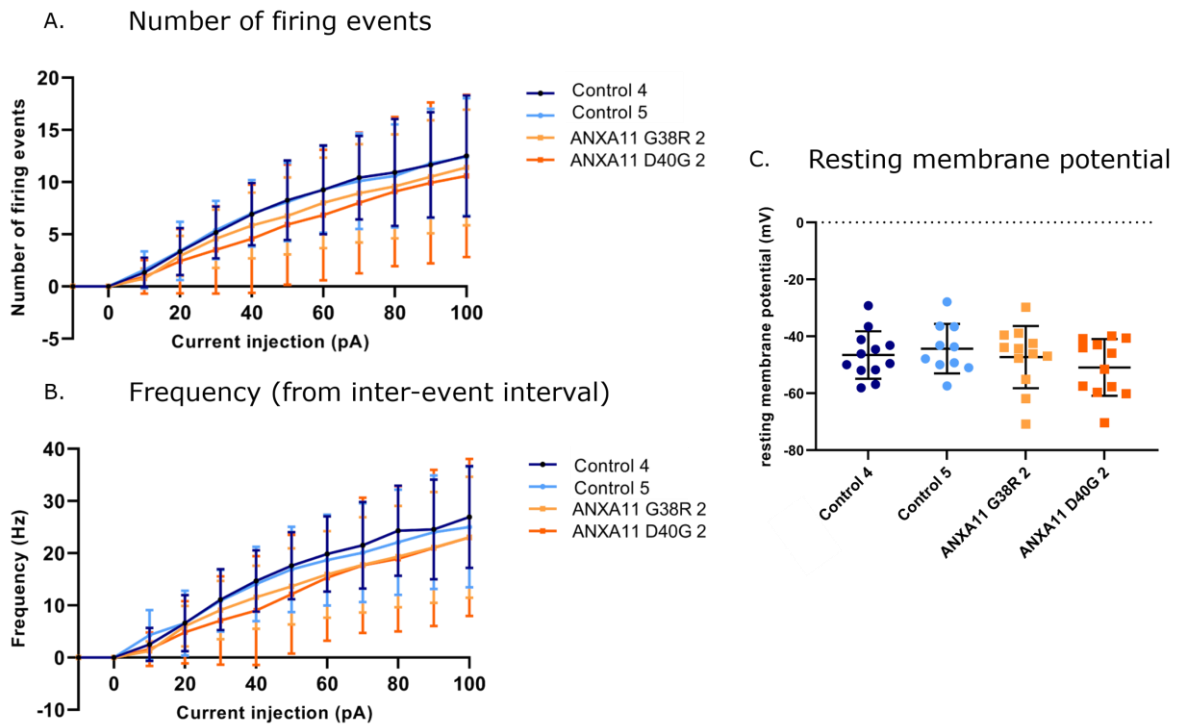 A. Number of firing events
20
15
10
5
0
-5
Number of firing events
0 20 40 60 80 100
Current injection (pA)
Control 4
Control 5
ANXA11 G38R 2
ANXA11 D40G 2
B. Frequency (from inter-event interval)
40
30
20
10
0
-10
Frequency (Hz)
0 20 40 60 80 100
Current injection (pA)
Control 4
Control 5
ANXA11 G38R 2
ANXA11 D40G 2
C. Resting membrane potential
0
-20
-40
-60
-80
resting membrane potential (mV)
Control 4
Control 5
ANXA11 G38R 2
ANXA11 D40G 2